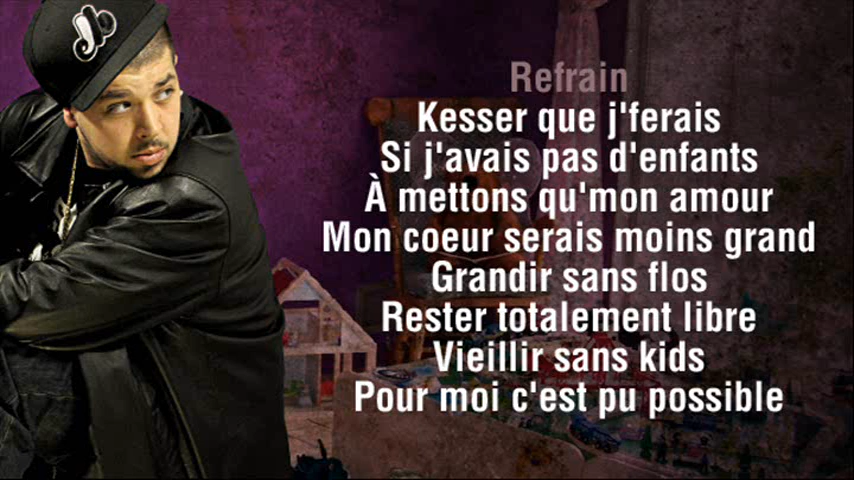 Refrain
Kesser que j'ferais
Si j'avais pas d'enfants
À mettons qu'mon amour
Mon coeur serais moins grand
Grandir sans flos
Rester totalement libre
Vieillir sans kids
Pour moi c'est pu possible